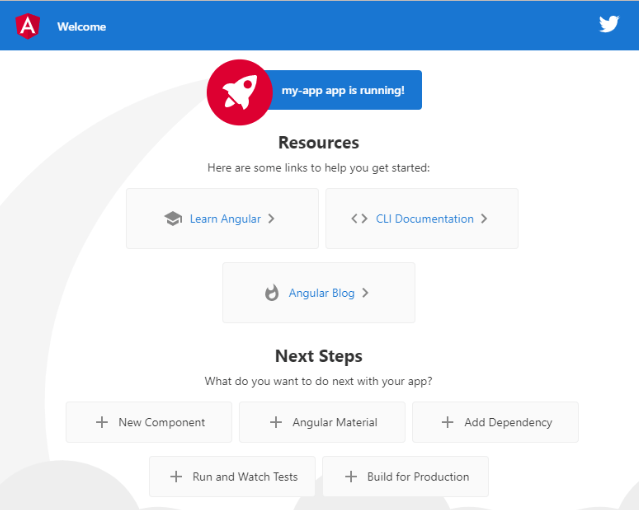 Welcome
my-app app is running!
Resources
Here are some links to help you get started:
Learn Angular
CLI Documentation
Angular Blog
Next Steps
What do you want to do next with your app?
New Component
Angular Material
Add Dependency
Run and Watch Tests
Build for Production